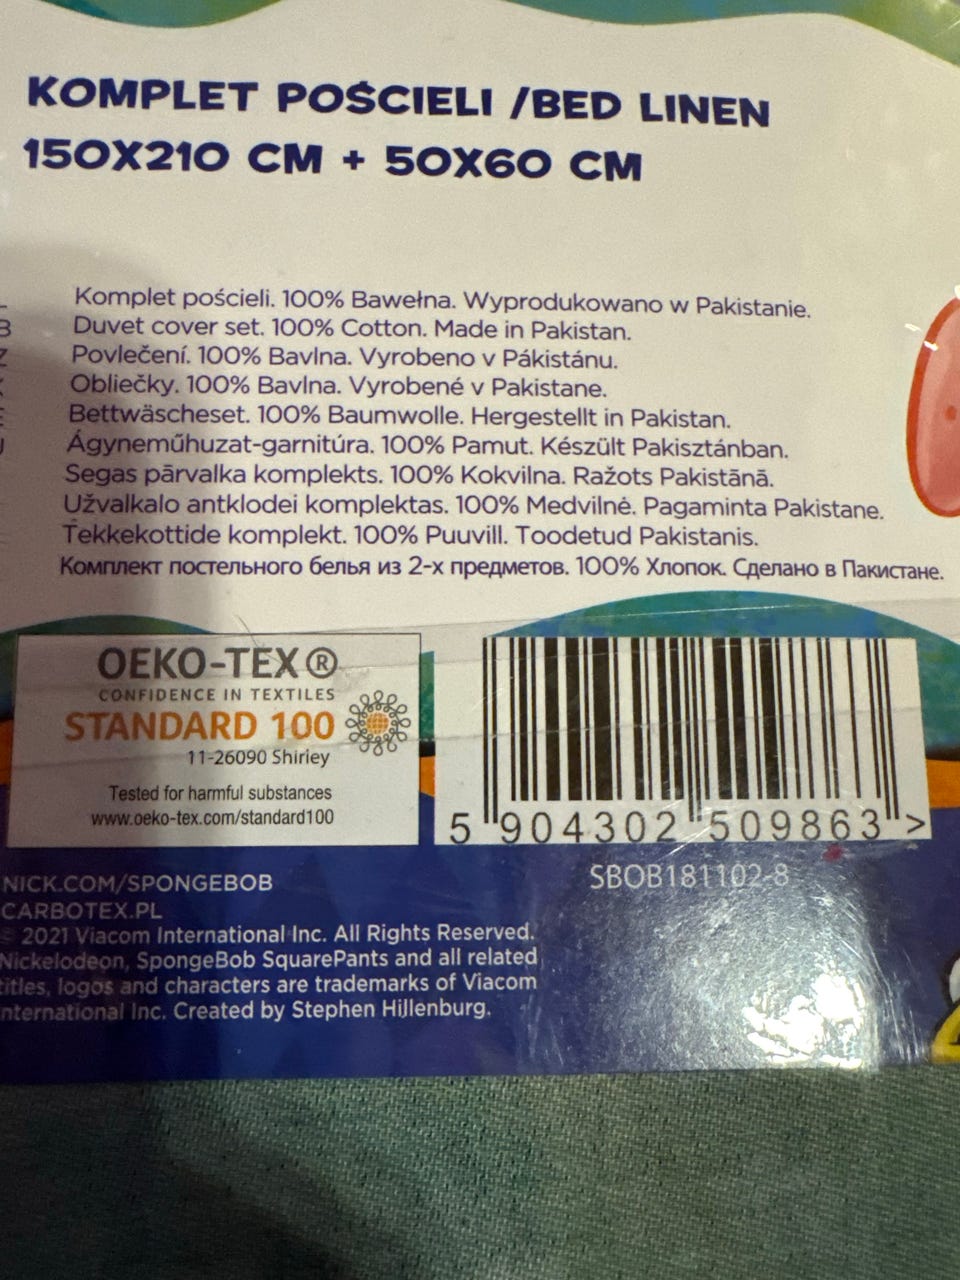 KOMPLET POŚCIELI /BED LINEN
150X210 CM + 50X60 CM
Komplet pościeli. 100% Bawełna. Wyprodukowano w Pakistanie.
Duvet cover set. 100% Cotton. Made in Pakistan.
Povlečení. 100% Bavlna. Vyrobeno v Pákistánu.
Obliečky. 100% Bavlna. Vyrobené v Pakistane.
Bettwäscheset. 100% Baumwolle. Hergestellt in Pakistan.
Ágyneműhuzat-garnitúra. 100% Pamut. Készült Pakisztánban.
Segas pārvalka komplekts. 100% Kokvilna. Ražots Pakistānā.
Užvalkalo antklodei komplektas. 100% Medvilnė. Pagaminta Pakistane.
Tekkekottide komplekt. 100% Puuvill. Toodetud Pakistanis.
Комплект постельного белья из 2-х предметов. 100% Хлопок. Сделано в Пакистане.
OEKO-TEX®
CONFIDENCE IN TEXTILES
STANDARD 100
11-26090 Shirley
Tested for harmful substances
www.oeko-tex.com/standard100
5 904302 509863 >
SBOB181102-8
NICK.COM/SPONGEBOB
CARBOTEX.PL
© 2021 Viacom International Inc. All Rights Reserved.
Nickelodeon, SpongeBob SquarePants and all related
titles, logos and characters are trademarks of Viacom
International Inc. Created by Stephen Hillenburg.